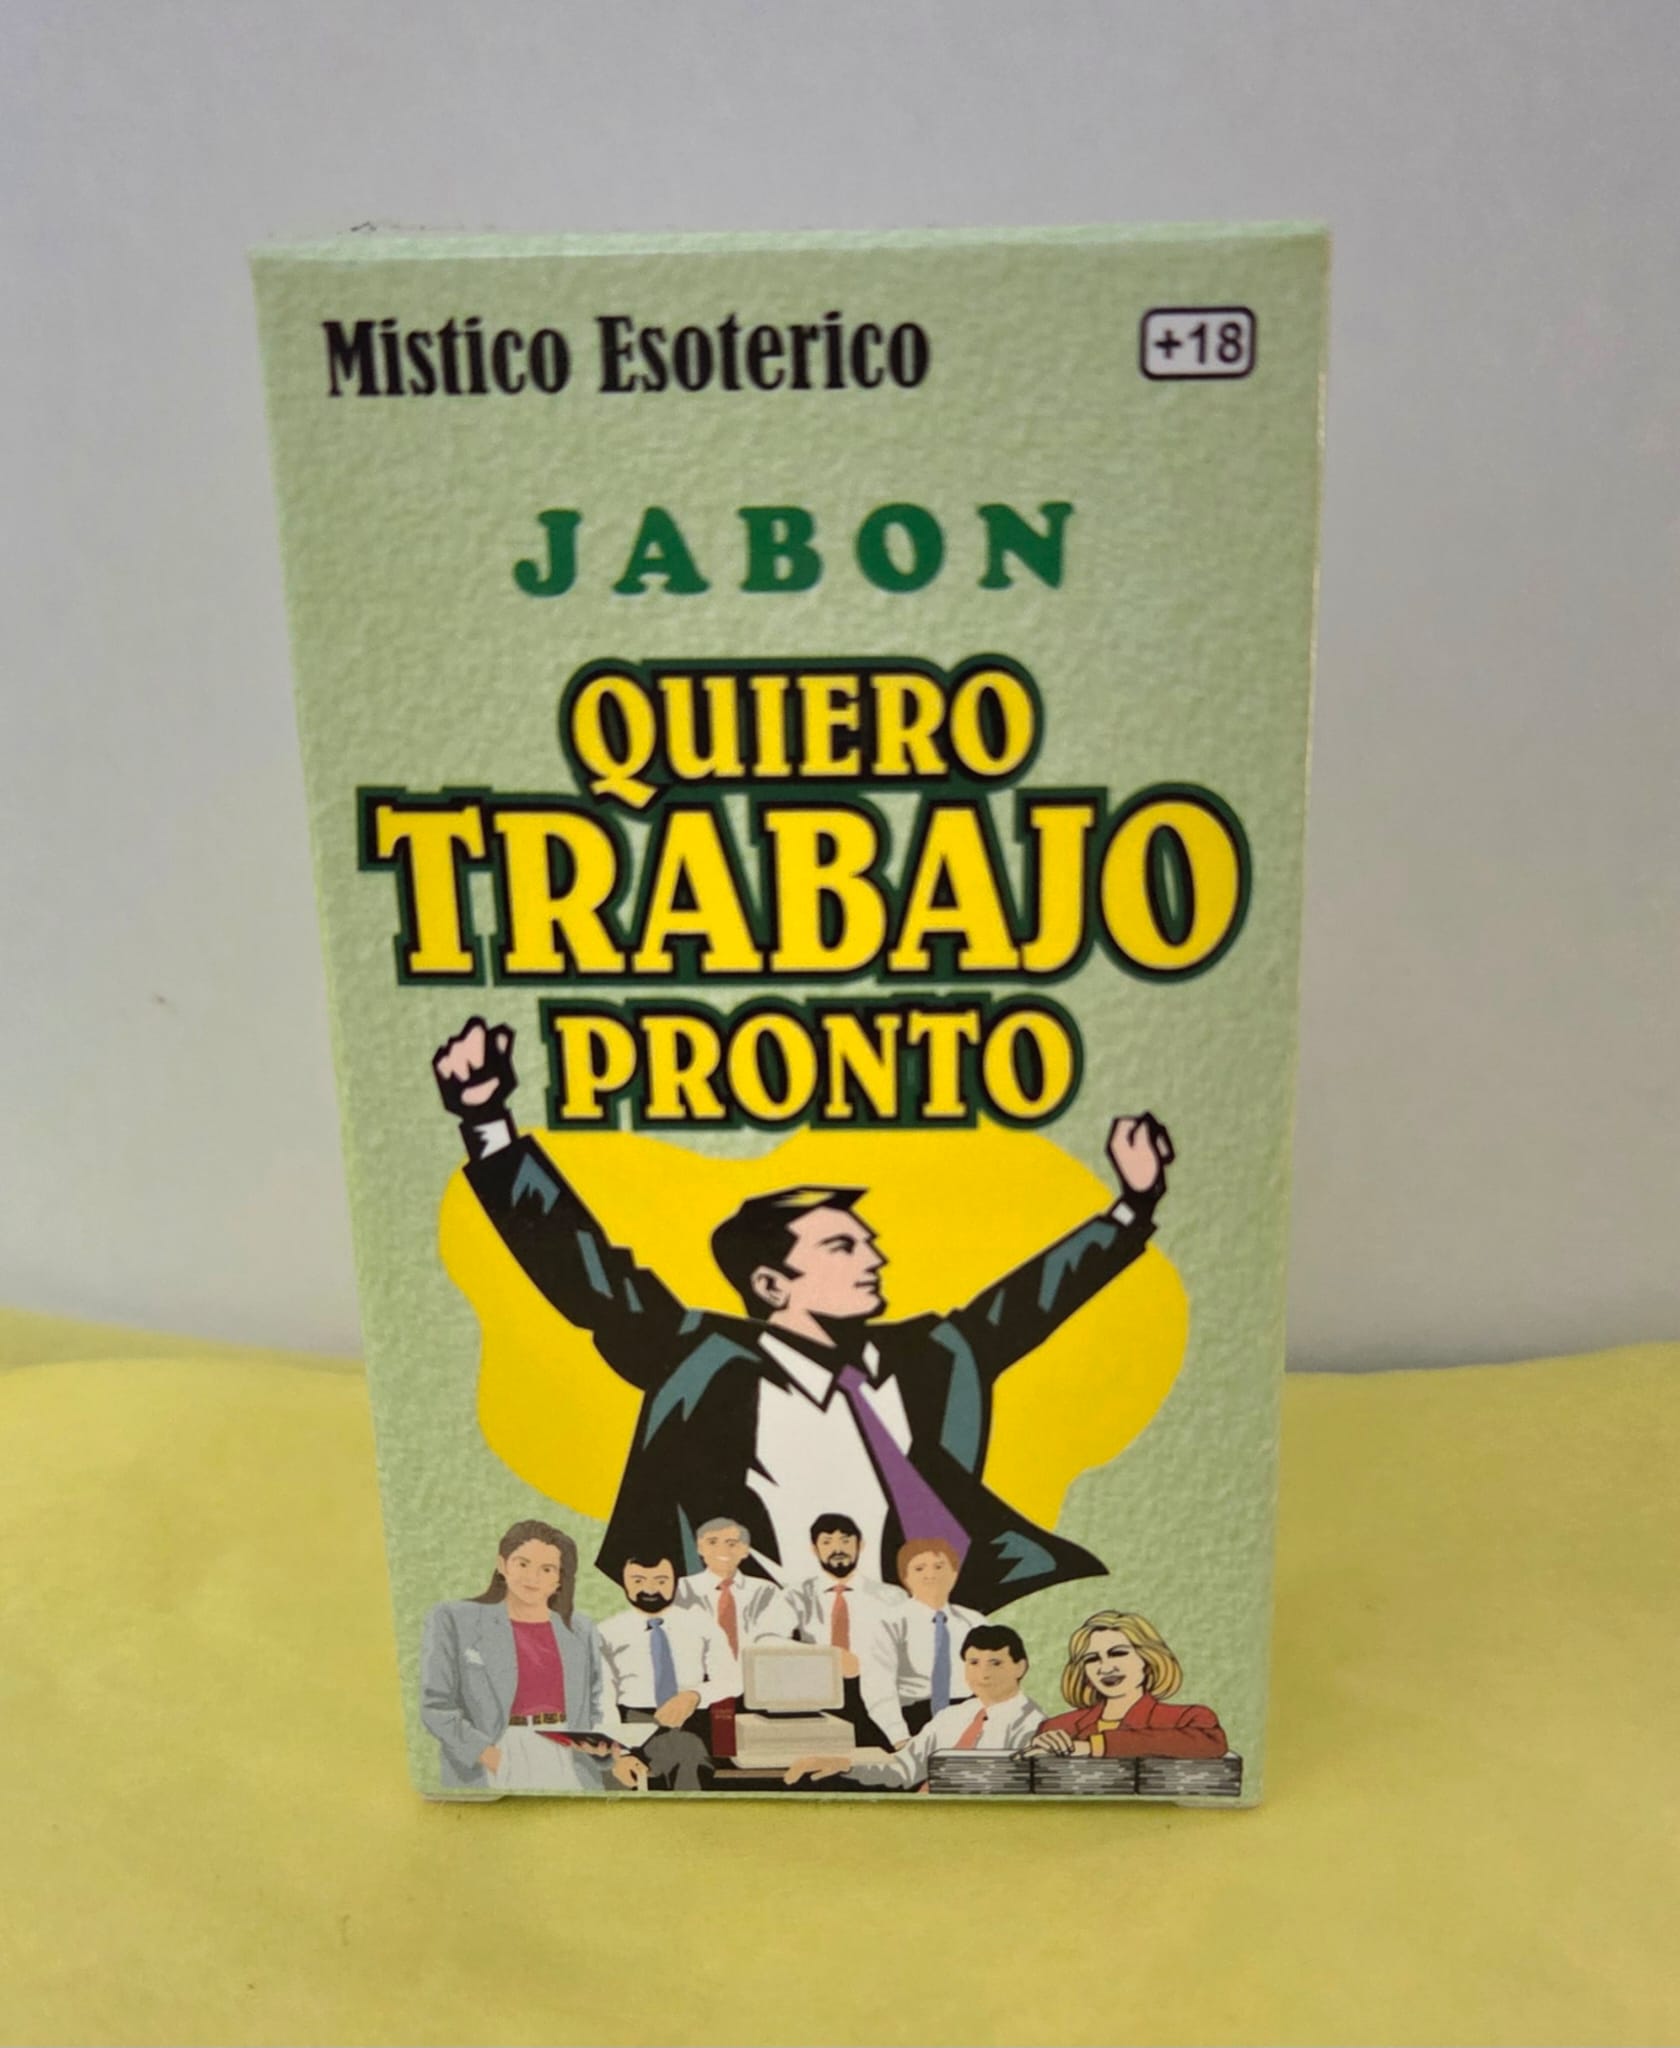 Mistico Esoterico
+18
JABON
QUIERO
TRABAJO
PRONTO